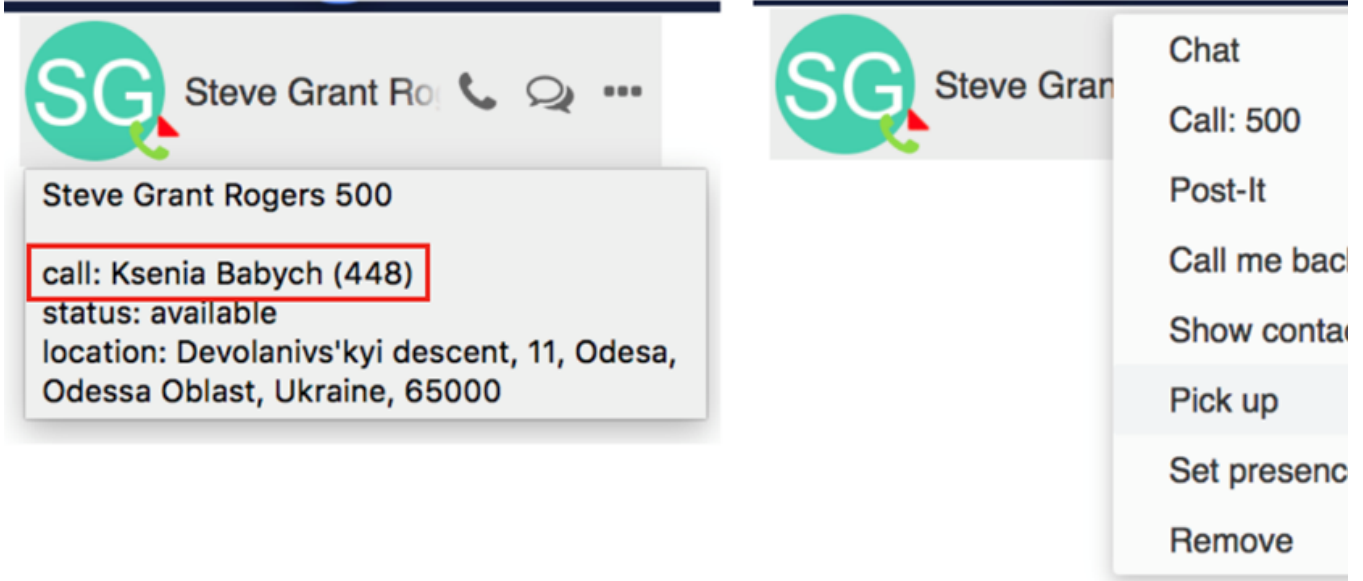 SG
Steve Grant Ro
Steve Grant Rogers 500
call: Ksenia Babych (448)
status: available
location: Devolanivs'kyi descent, 11, Odesa,
Odessa Oblast, Ukraine, 65000
SG
Steve Gran
Chat
Call: 500
Post-It
Call me bac
Show conta
Pick up
Set presenc
Remove